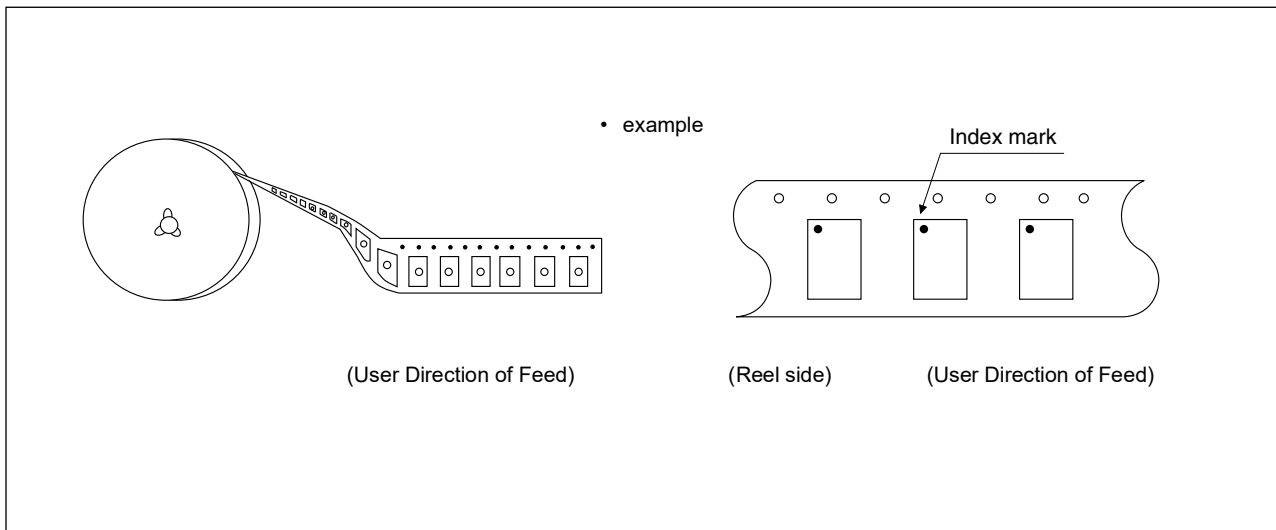 • example
Index mark
(User Direction of Feed)
(Reel side)
(User Direction of Feed)